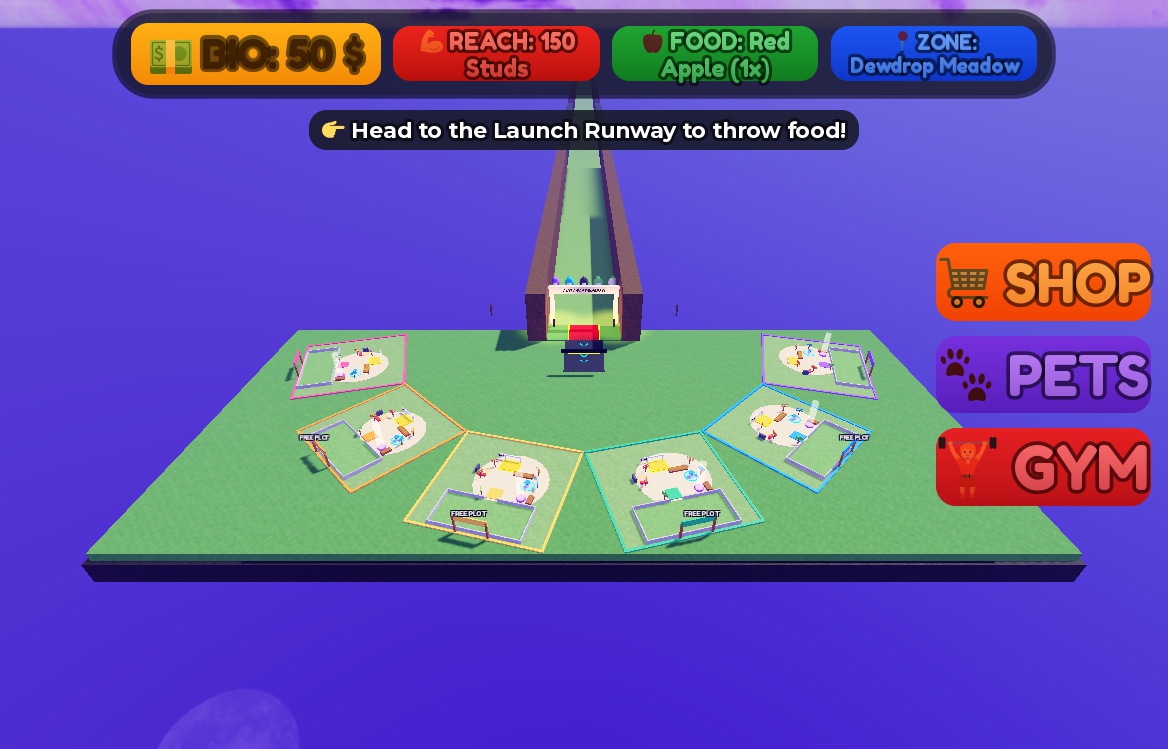 BIO: 50 $
REACH: 150
Studs
FOOD: Red
Apple (1x)
ZONE:
Dewdrop Meadow
Head to the Launch Runway to throw food!
SHOP
PETS
GYM
FREE PLOT
FREE PLOT
FREE PLOT
FREE PLOT